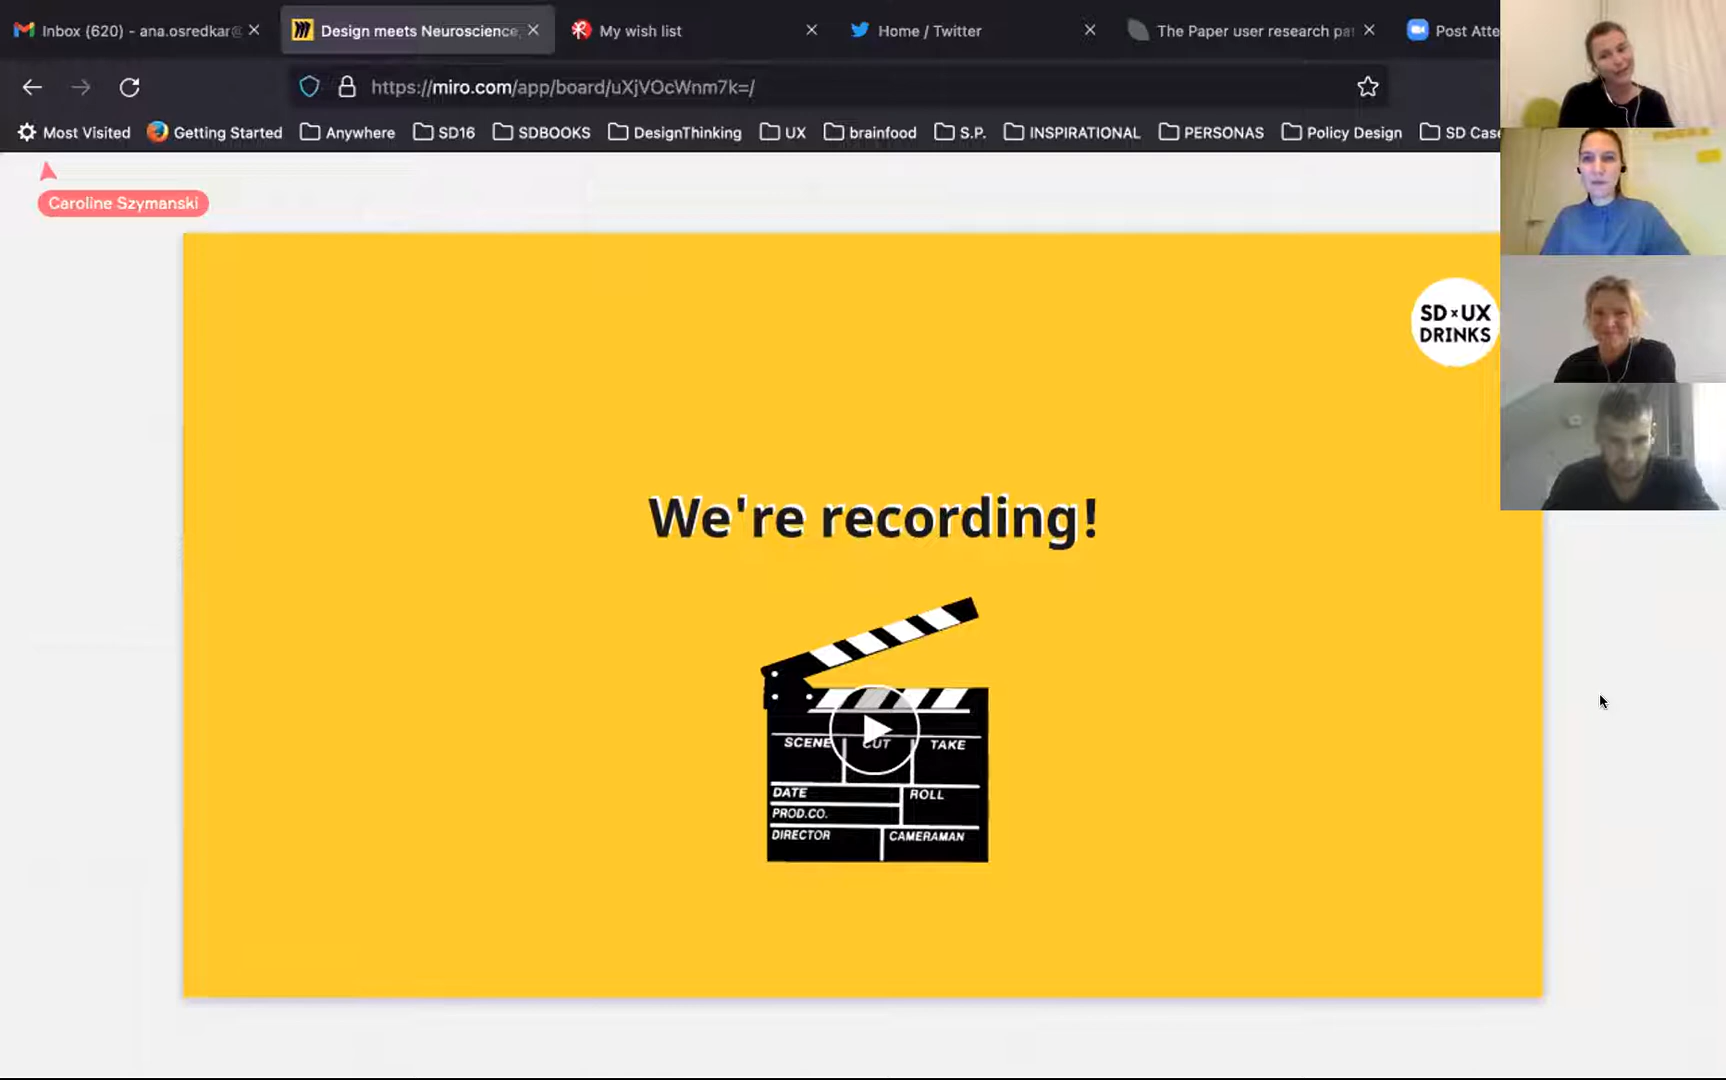 Inbox (620) - ana.osredkar@
Design meets Neuroscience,
My wish list
Home / Twitter
The Paper user research pa
Post Atte
https://miro.com/app/board/uXjVOcWnm7k=/
Most Visited
Getting Started
Anywhere
SD16
SDBOOKS
DesignThinking
UX
brainfood
S.P.
INSPIRATIONAL
PERSONAS
Policy Design
SD Cas
Caroline Szymanski
SD x UX
DRINKS
We're recording!
SCENE CUT TAKE
DATE ROLL
PROD.CO.
DIRECTOR CAMERAMAN